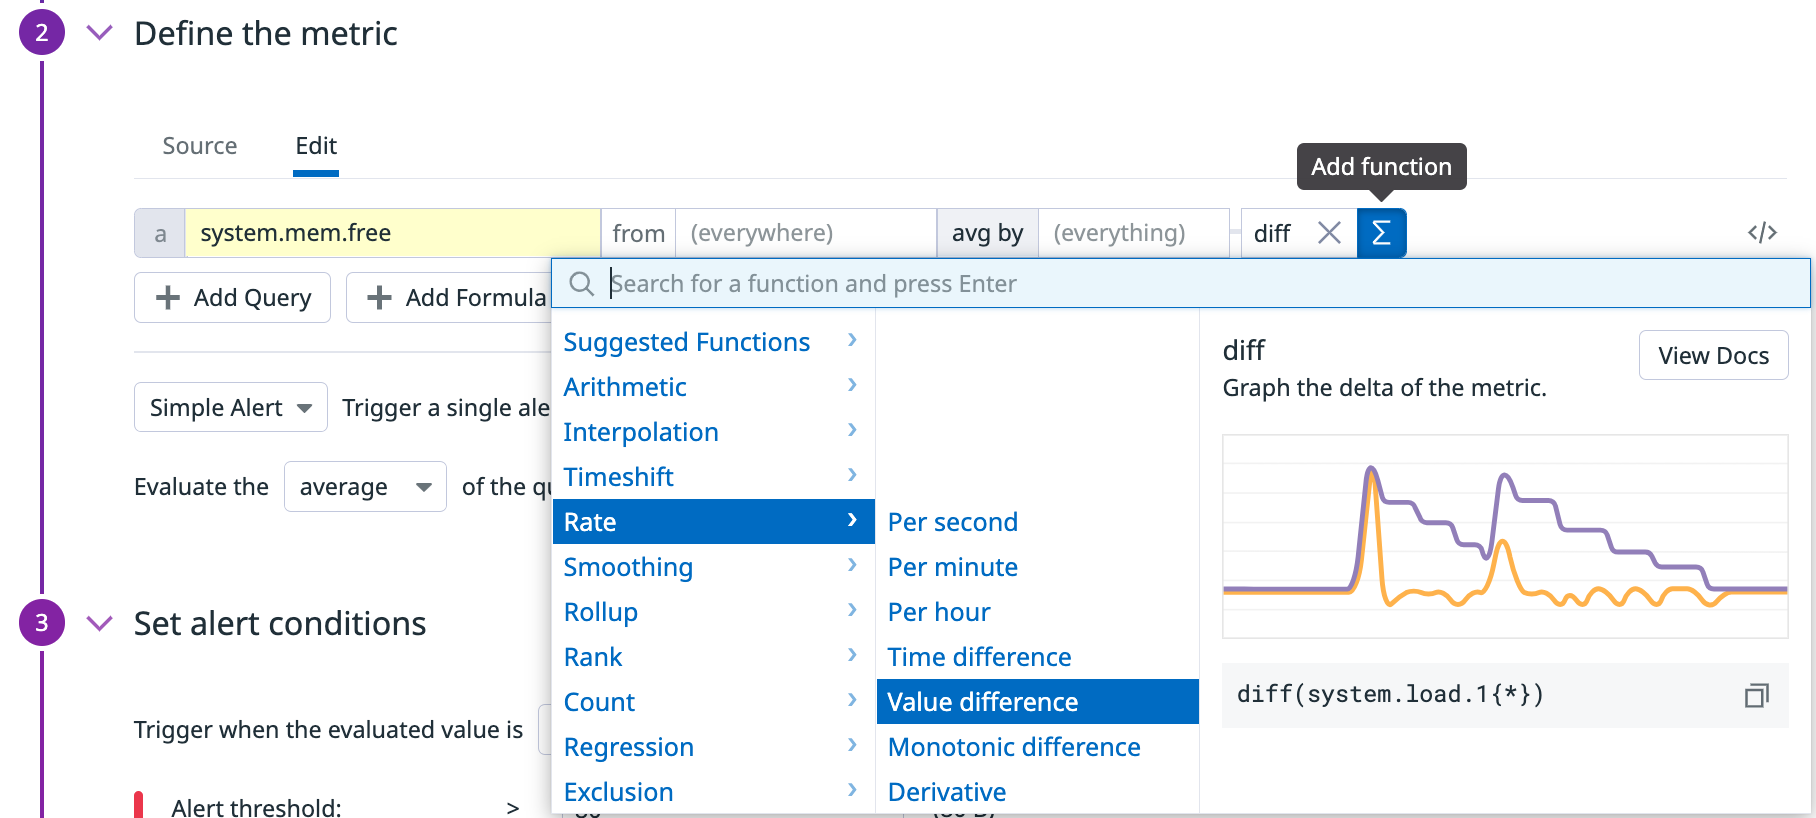 2 Define the metric
Source Edit
Add function
a system.mem.free from (everywhere) avg by (everything) diff Σ </>
Search for a function and press Enter
+ Add Query + Add Formula
Suggested Functions
Arithmetic
Interpolation
Timeshift
Rate
Smoothing
Rollup
Rank
Count
Regression
Exclusion
Per second
Per minute
Per hour
Time difference
Value difference
Monotonic difference
Derivative
diff
View Docs
Graph the delta of the metric.
diff(system.load.1{*})
Simple Alert Trigger a single ale
Evaluate the average of the
3 Set alert conditions
Trigger when the evaluated value is
Alert threshold: >